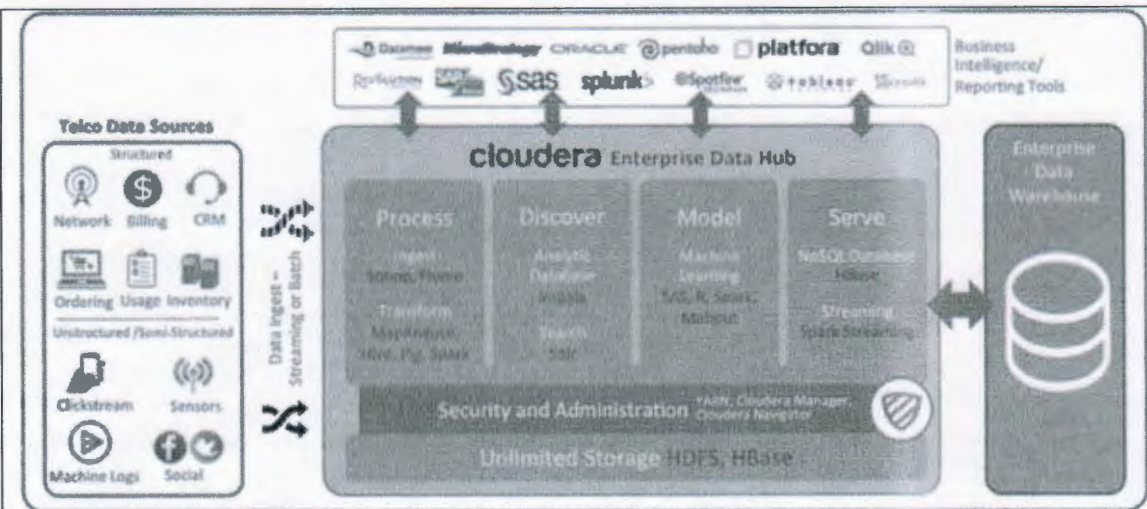 Datameer MicroStrategy ORACLE pentaho platfora Qlik
REVOLUTION SAP SAS splunk> Spotfire tableau
Business
Intelligence/
Reporting Tools
Telco Data Sources
Structured
Network Billing CRM
Ordering Usage Inventory
Unstructured/Semi-Structured
Clickstream Sensors
Machine Logs Social
Data Ingest –
Streaming or Batch
cloudera Enterprise Data Hub
Process
Ingest
Sqoop, Flume
Transform
MapReduce,
Hive, Pig, Spark
Discover
Analytic
Database
Impala
Search
Solr
Model
Machine
Learning
SAS, R, Spark,
Mahout
Serve
NoSQL Database
HBase
Streaming
Spark Streaming
Security and Administration YARN, Cloudera Manager,
Cloudera Navigator
Unlimited Storage HDFS, HBase
Enterprise
Data
Warehouse